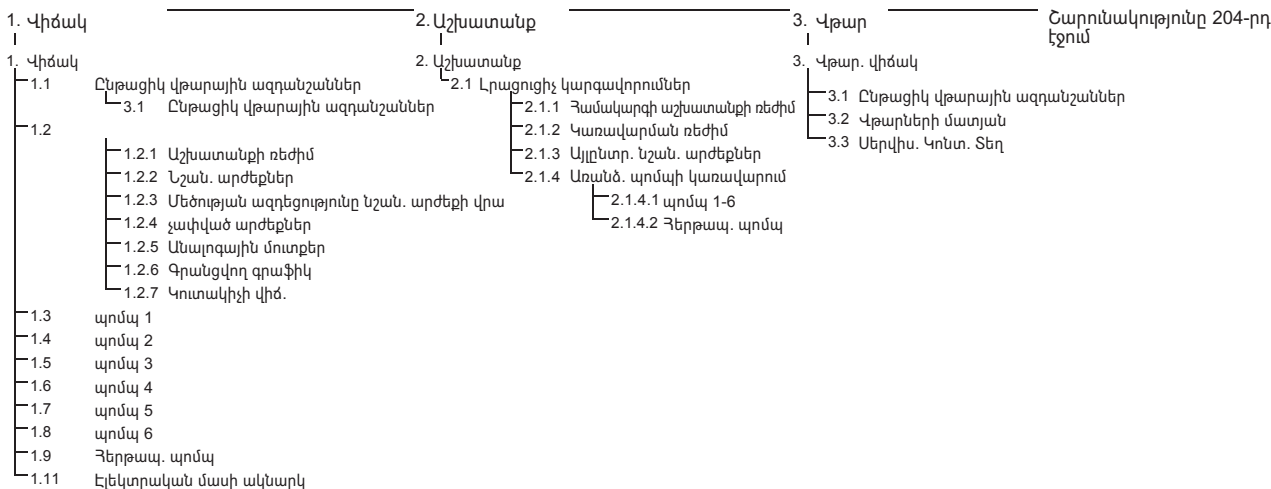 1. Վիճակ
2. Աշխատանք
3. Վթար
Շարունակությունը 204-րդ
էջում
1. Վիճակ
1.1 Ընթացիկ վթարային ազդանշաններ
3.1 Ընթացիկ վթարային ազդանշաններ
1.2
1.2.1 Աշխատանքի ռեժիմ
1.2.2 Նշան. արժեքներ
1.2.3 Մեծության ազդեցությունը նշան. արժեքի վրա
1.2.4 չափված արժեքներ
1.2.5 Անալոգային մուտքեր
1.2.6 Գրանցվող գրաֆիկ
1.2.7 Կուտակիչի վիճ.
1.3 պոմպ 1
1.4 պոմպ 2
1.5 պոմպ 3
1.6 պոմպ 4
1.7 պոմպ 5
1.8 պոմպ 6
1.9 Հերթապ. պոմպ
1.11 Էլեկտրական մասի ակնարկ
2. Աշխատանք
2.1 Լրացուցիչ կարգավորումներ
2.1.1 Համակարգի աշխատանքի ռեժիմ
2.1.2 Կառավարման ռեժիմ
2.1.3 Այլընտր. նշան. արժեքներ
2.1.4 Առանձ. պոմպի կառավարում
2.1.4.1 պոմպ 1-6
2.1.4.2 Հերթապ. պոմպ
3. Վթար. վիճակ
3.1 Ընթացիկ վթարային ազդանշաններ
3.2 Վթարների մատյան
3.3 Սերվիս. Կոնտ. Տեղ